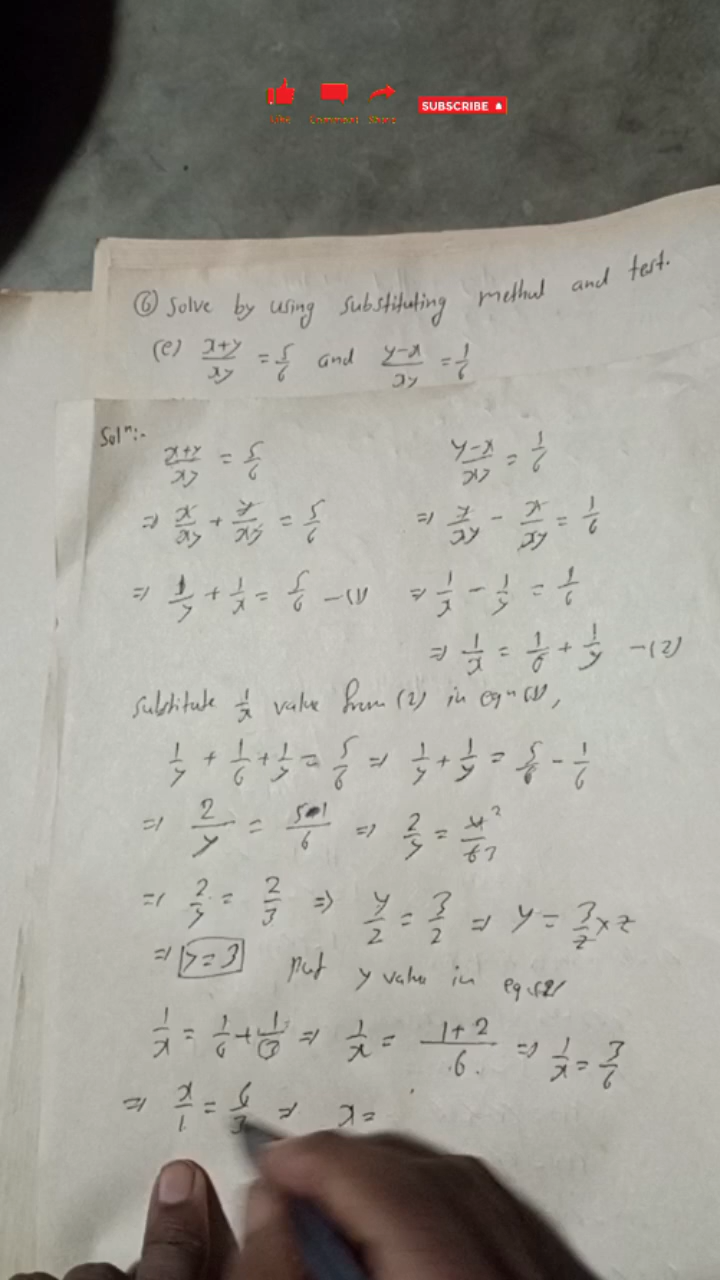 Like Comment Share SUBSCRIBE
⑥ Solve by using substituting methud and test.
(e) x+y/xy = 5/6 and y-x/xy = 1/6
Solⁿ:-
x+y/xy = 5/6 y-x/xy = 1/6
⇒ x/xy + y/xy = 5/6 ⇒ y/xy - x/xy = 1/6
⇒ 1/y + 1/x = 5/6 -(1) ⇒ 1/x - 1/y = 1/6
⇒ 1/x = 1/6 + 1/y -(2)
Substitute 1/x value from (2) in eqn (1),
1/y + 1/6 + 1/y = 5/6 ⇒ 1/y + 1/y = 5/6 - 1/6
⇒ 2/y = 5-1/6 ⇒ 2/y = 4²/6₃
⇒ 2/y = 2/3 ⇒ y/2 = 3/2 ⇒ y = 3/2 x 2
⇒ y = 3 Put y value in eqn (2)
1/x = 1/6 + 1/3 ⇒ 1/x = 1+2/6 ⇒ 1/x = 3/6
⇒ x/1 = 6/3 ⇒ x =